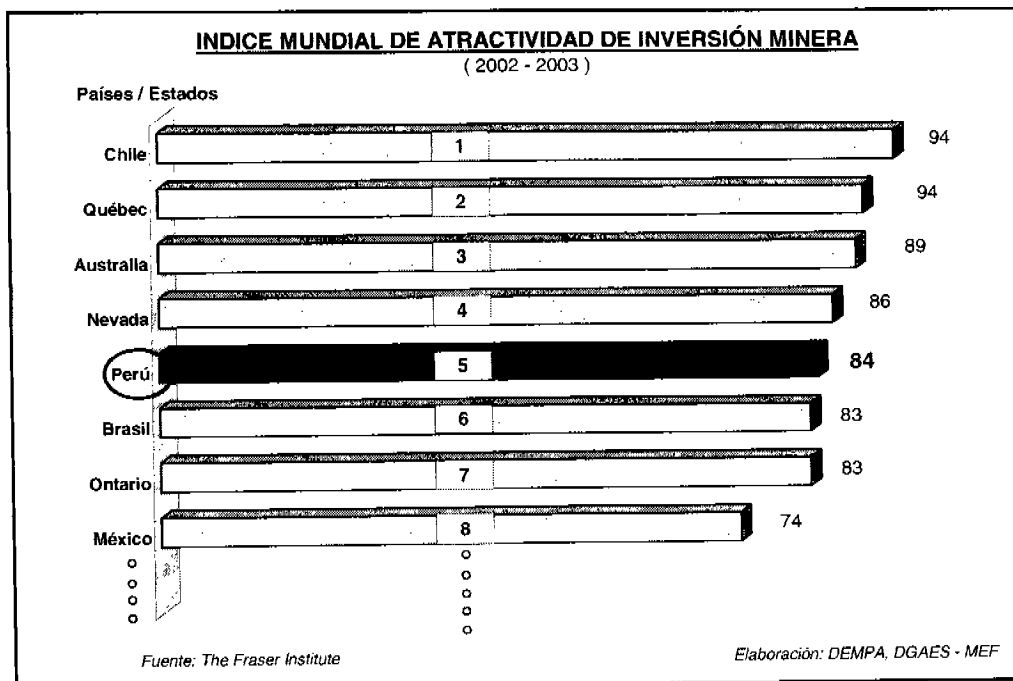 INDICE MUNDIAL DE ATRACTIVIDAD DE INVERSIÓN MINERA
( 2002 - 2003 )
Países / Estados
Chile 1 94
Québec 2 94
Australia 3 89
Nevada 4 86
Perú 5 84
Brasil 6 83
Ontario 7 83
México 8 74
Fuente: The Fraser Institute
Elaboración: DEMPA, DGAES - MEF